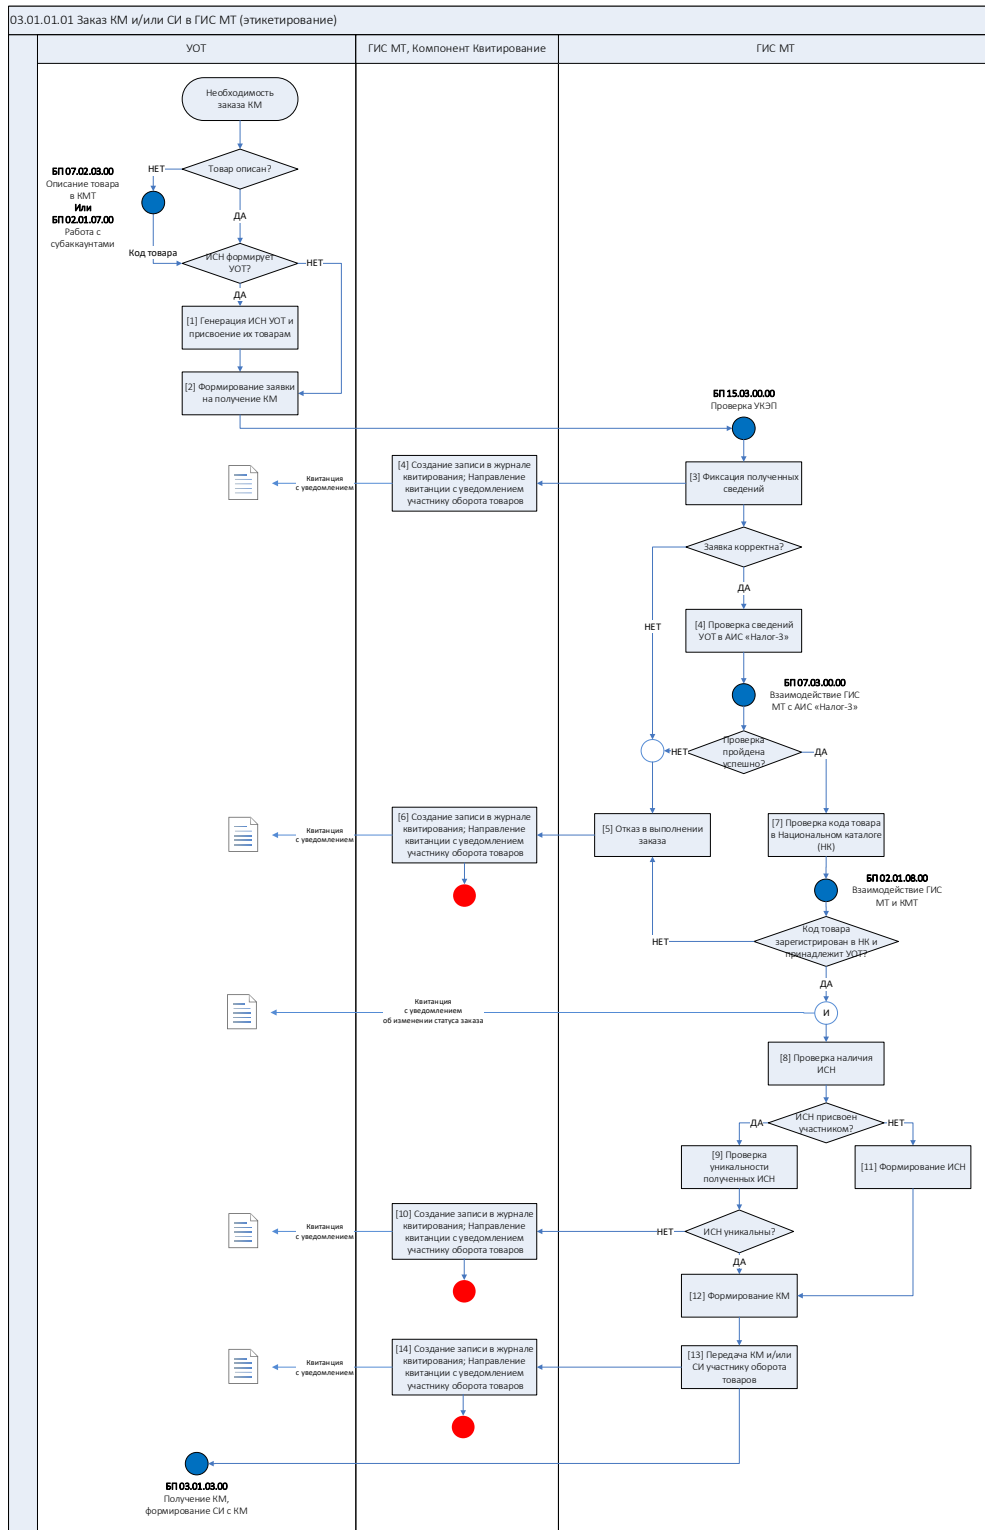 03.01.01.01 Заказ КМ и/или СИ в ГИС МТ (этикетирование)
УОТ
ГИС МТ, Компонент Квитирование
ГИС МТ
Необходимость
заказа КМ
Товар описан?
НЕТ
БП 07.02.03.00
Описание товара
в КМТ
Или
БП 02.01.07.00
Работа с
субаккаунтами
ДА
Код товара
ИСН формирует
УОТ?
НЕТ
ДА
[1] Генерация ИСН УОТ и
присвоение их товарам
[2] Формирование заявки
на получение КМ
БП 15.03.00.00
Проверка УКЭП
[3] Фиксация полученных
сведений
[4] Создание записи в журнале
квитирования; Направление
квитанции с уведомлением
участнику оборота товаров
Квитанция
с уведомлением
Заявка корректна?
ДА
НЕТ
[4] Проверка сведений
УОТ в АИС «Налог-3»
БП 07.03.00.00
Взаимодействие ГИС
МТ с АИС «Налог-3»
Проверка
пройдена
успешно?
НЕТ
ДА
[5] Отказ в выполнении
заказа
[6] Создание записи в журнале
квитирования; Направление
квитанции с уведомлением
участнику оборота товаров
Квитанция
с уведомлением
[7] Проверка кода товара
в Национальном каталоге
(НК)
БП 02.01.08.00
Взаимодействие ГИС
МТ и КМТ
Код товара
зарегистрирован в НК и
принадлежит УОТ?
НЕТ
ДА
И
Квитанция
с уведомлением
об изменении статуса заказа
[8] Проверка наличия
ИСН
ИСН присвоен
участником?
ДА
НЕТ
[9] Проверка
уникальности
полученных ИСН
[11] Формирование ИСН
ИСН уникальны?
НЕТ
ДА
[10] Создание записи в журнале
квитирования; Направление
квитанции с уведомлением
участнику оборота товаров
Квитанция
с уведомлением
[12] Формирование КМ
[13] Передача КМ и/или
СИ участнику оборота
товаров
[14] Создание записи в журнале
квитирования; Направление
квитанции с уведомлением
участнику оборота товаров
Квитанция
с уведомлением
БП 03.01.03.00
Получение КМ,
формирование СИ с КМ